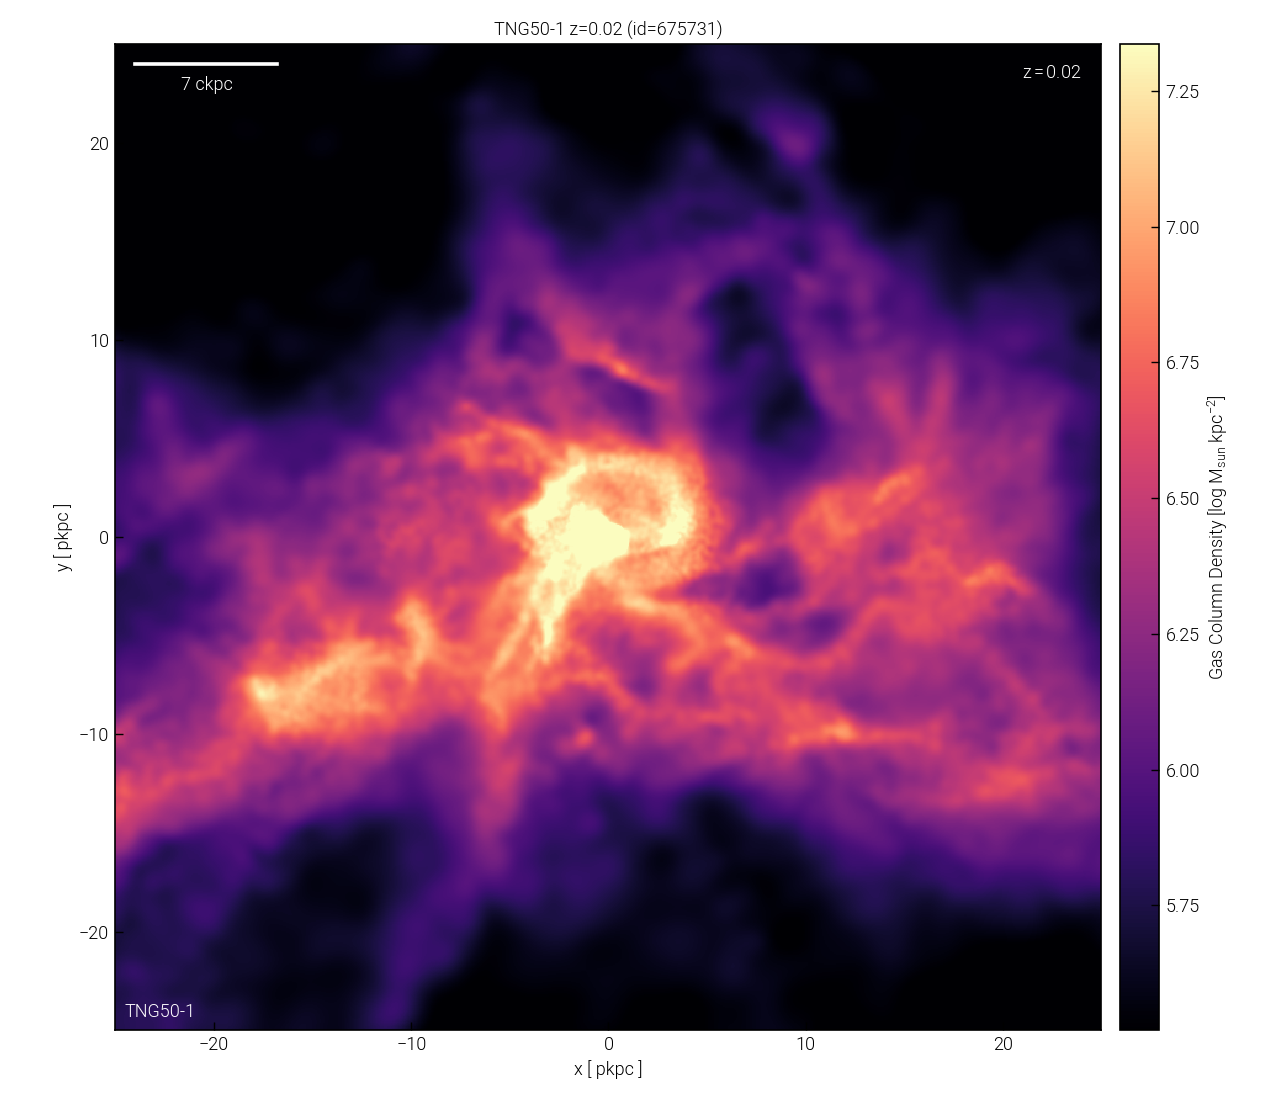 TNG50-1 z=0.02 (id=675731)
7 ckpc
z=0.02
TNG50-1
20
10
0
−10
−20
y [ pkpc ]
−20
−10
0
10
20
x [ pkpc ]
7.25
7.00
6.75
6.50
6.25
6.00
5.75
Gas Column Density [log M_sun kpc^−2]